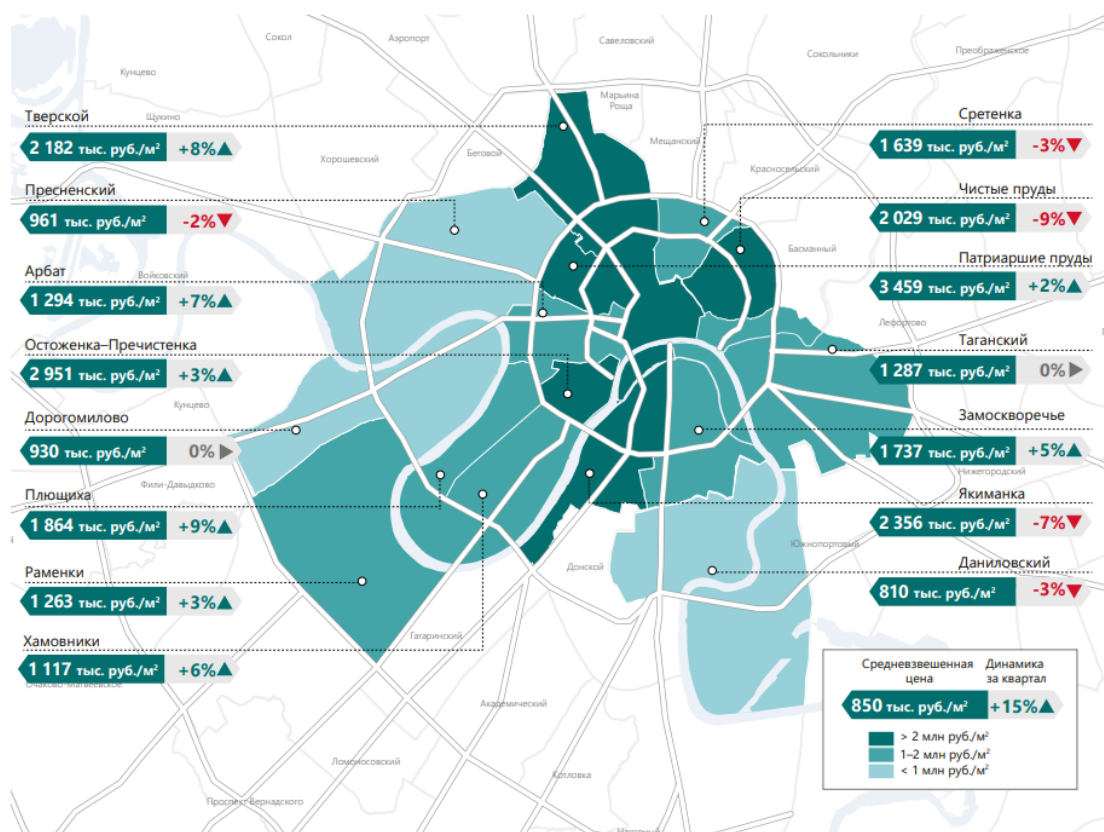 Сокол
Аэропорт
Савеловский
Сокольники
Преображенское
Кунцево
Щукино
Марьина
Роща
Хорошевский
Беговой
Мещанский
Красносельский
Басманный
Войковский
Лефортово
Кунцево
Фили-Давыдково
Нижегородский
Южнопортовый
Донской
Гагаринский
Очаково-Матвеевское
Академический
Ломоносовский
Котловка
Проспект Вернадского
Нагорный
Тверской
2 182 тыс. руб./м² +8%▲
Пресненский
961 тыс. руб./м² -2%▼
Арбат
1 294 тыс. руб./м² +7%▲
Остоженка–Пречистенка
2 951 тыс. руб./м² +3%▲
Дорогомилово
930 тыс. руб./м² 0%▶
Плющиха
1 864 тыс. руб./м² +9%▲
Раменки
1 263 тыс. руб./м² +3%▲
Хамовники
1 117 тыс. руб./м² +6%▲
Сретенка
1 639 тыс. руб./м² -3%▼
Чистые пруды
2 029 тыс. руб./м² -9%▼
Патриаршие пруды
3 459 тыс. руб./м² +2%▲
Таганский
1 287 тыс. руб./м² 0%▶
Замоскворечье
1 737 тыс. руб./м² +5%▲
Якиманка
2 356 тыс. руб./м² -7%▼
Даниловский
810 тыс. руб./м² -3%▼
Средневзвешенная Динамика
цена за квартал
850 тыс. руб./м² +15%▲
> 2 млн руб./м²
1–2 млн руб./м²
< 1 млн руб./м²